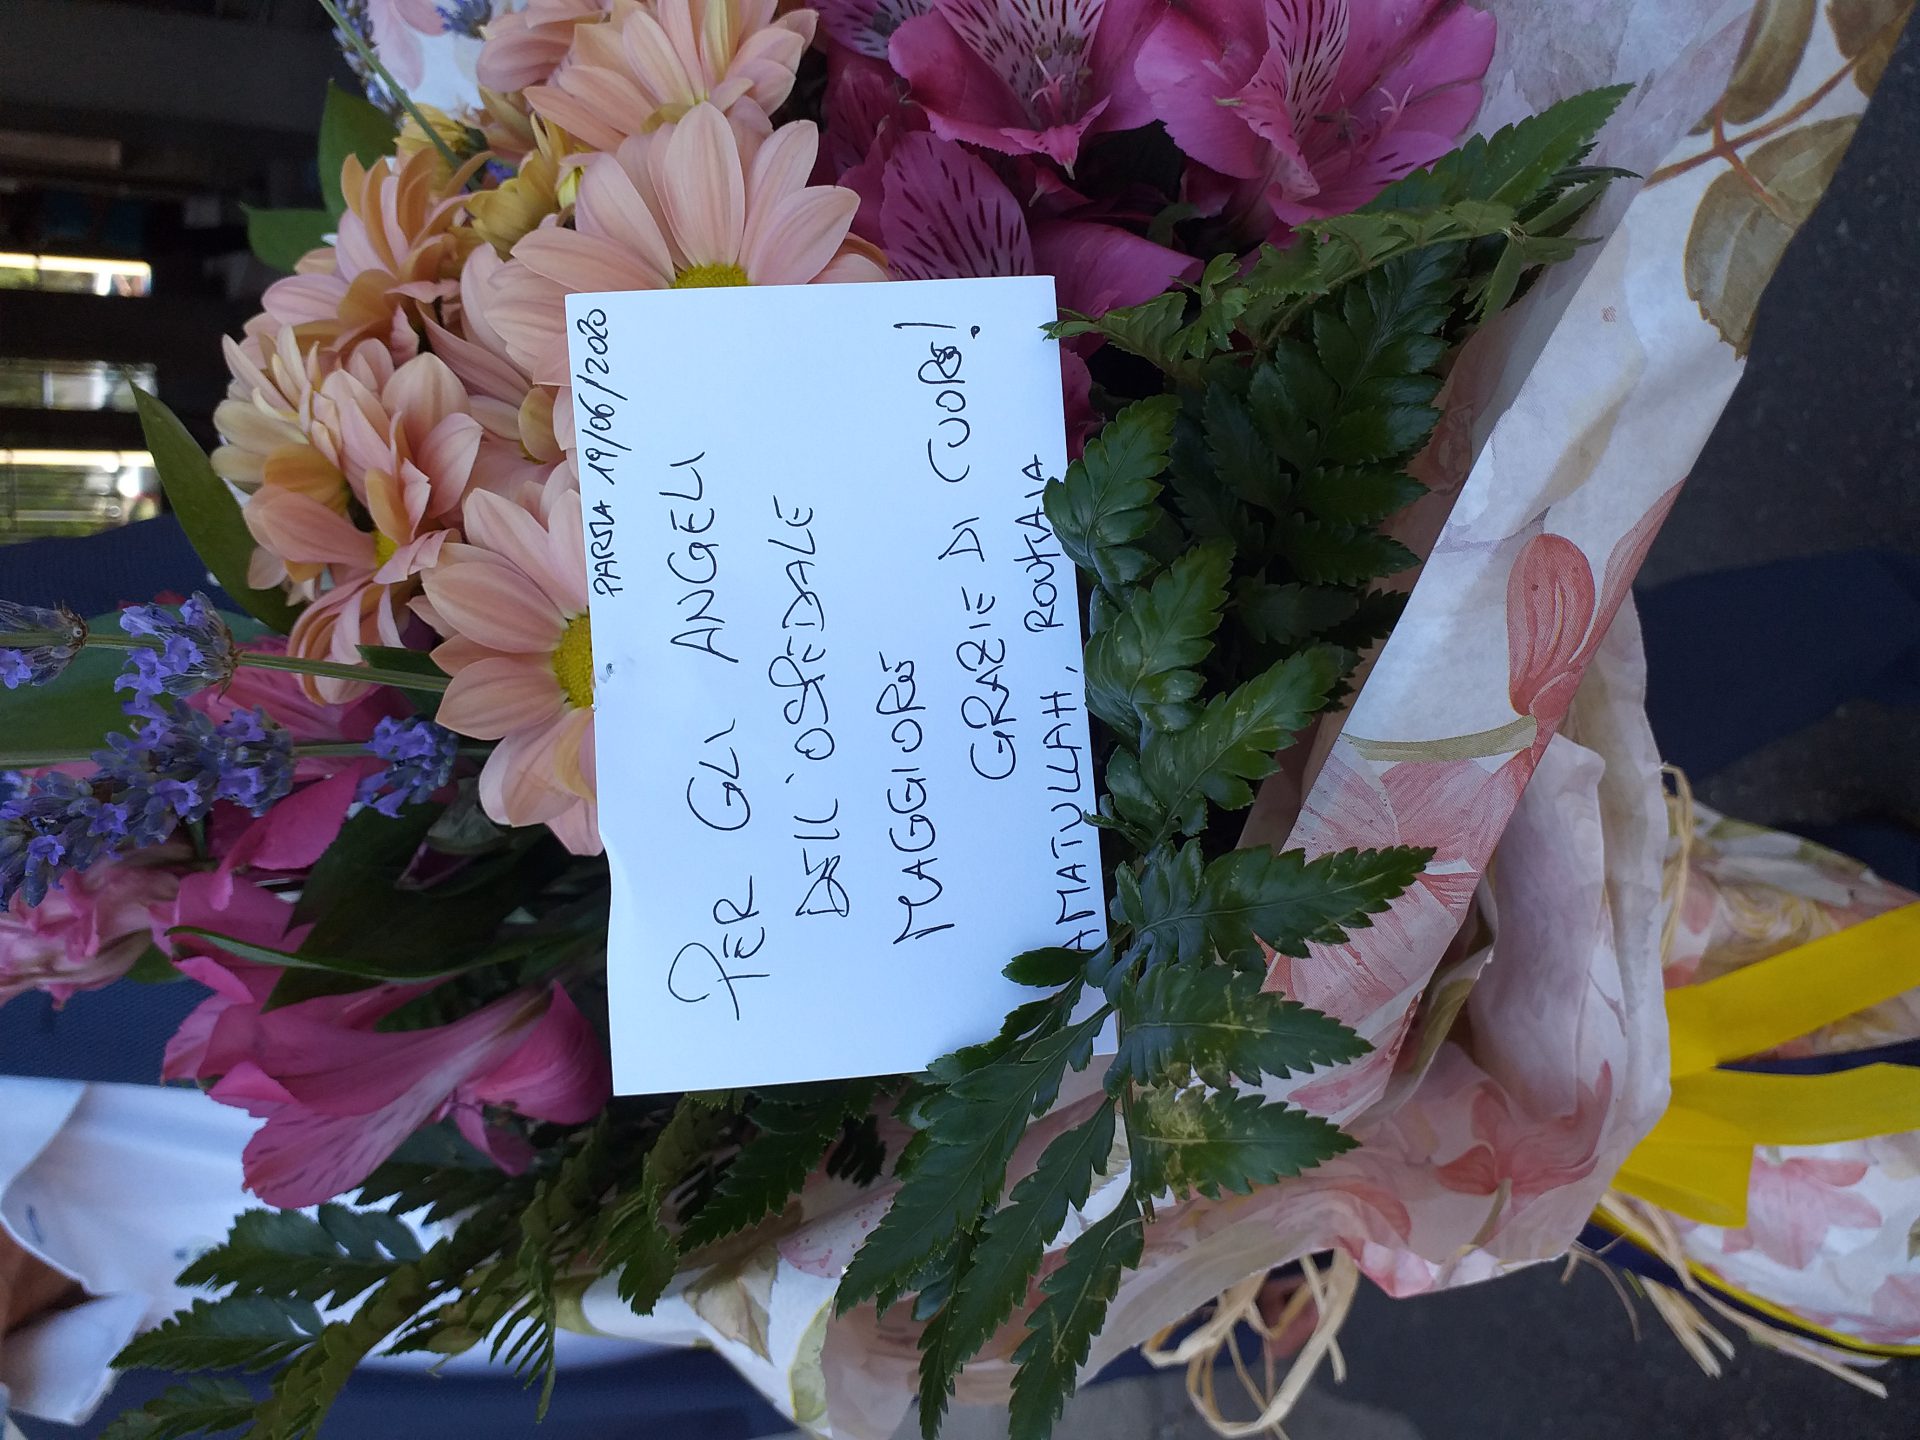 PARMA 19/06/2020
PER GLI ANGELI
DELL'OSPEDALE
MAGGIORE
GRAZIE DI CUORE!
AMATULLAH, ROUKAIA